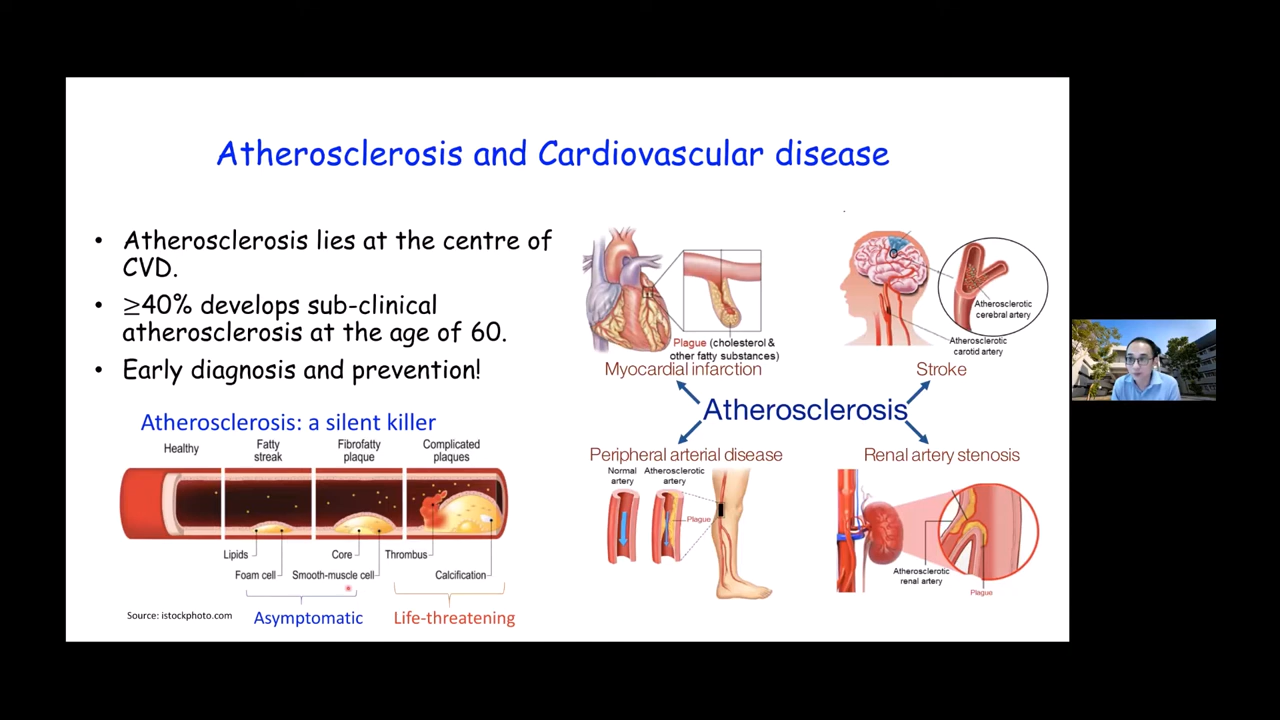 Atherosclerosis and Cardiovascular disease
• Atherosclerosis lies at the centre of
CVD.
• ≥40% develops sub-clinical
atherosclerosis at the age of 60.
• Early diagnosis and prevention!
Atherosclerosis: a silent killer
Healthy
Fatty
streak
Fibrofatty
plaque
Complicated
plaques
Lipids
Core
Thrombus
Foam cell
Smooth-muscle cell
Calcification
Source: istockphoto.com
Asymptomatic
Life-threatening
Plague (cholesterol &
other fatty substances)
Myocardial infarction
Atherosclerotic
cerebral artery
Atherosclerotic
carotid artery
Stroke
Atherosclerosis
Peripheral arterial disease
Normal
artery
Atherosclerotic
artery
Plague
Renal artery stenosis
Atherosclerotic
renal artery
Plague